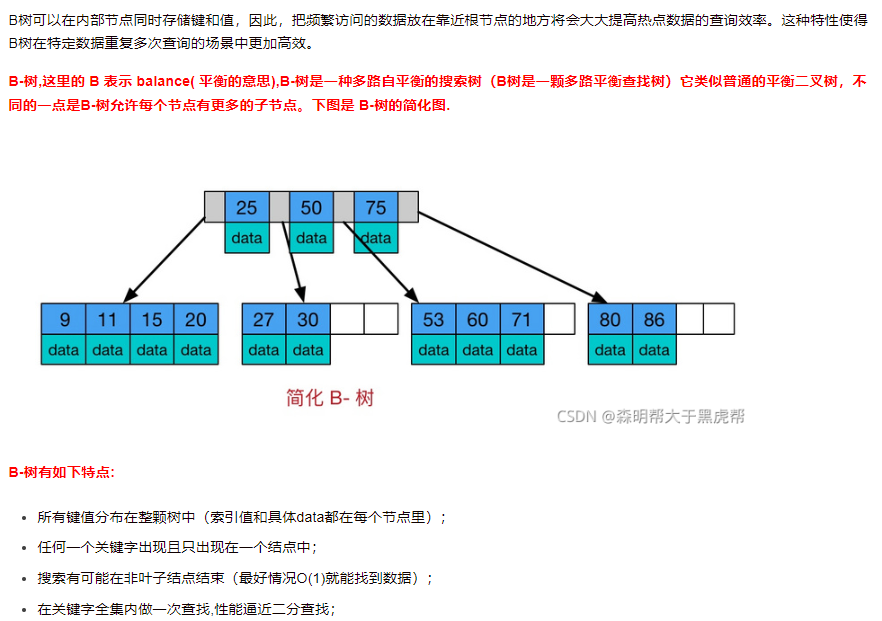 B树可以在内部节点同时存储键和值，因此，把频繁访问的数据放在靠近根节点的地方将会大大提高热点数据的查询效率。这种特性使得
B树在特定数据重复多次查询的场景中更加高效。
B-树,这里的 B 表示 balance( 平衡的意思),B-树是一种多路自平衡的搜索树（B树是一颗多路平衡查找树）它类似普通的平衡二叉树，不
同的一点是B-树允许每个节点有更多的子节点。下图是 B-树的简化图.
25 50 75
data data data
9 11 15 20 27 30 53 60 71 80 86
data data data data data data data data data data data
简化 B- 树
CSDN @森明帮大于黑虎帮
B-树有如下特点:
所有键值分布在整颗树中（索引值和具体data都在每个节点里）;
任何一个关键字出现且只出现在一个结点中;
搜索有可能在非叶子结点结束（最好情况O(1)就能找到数据）;
在关键字全集内做一次查找,性能逼近二分查找;